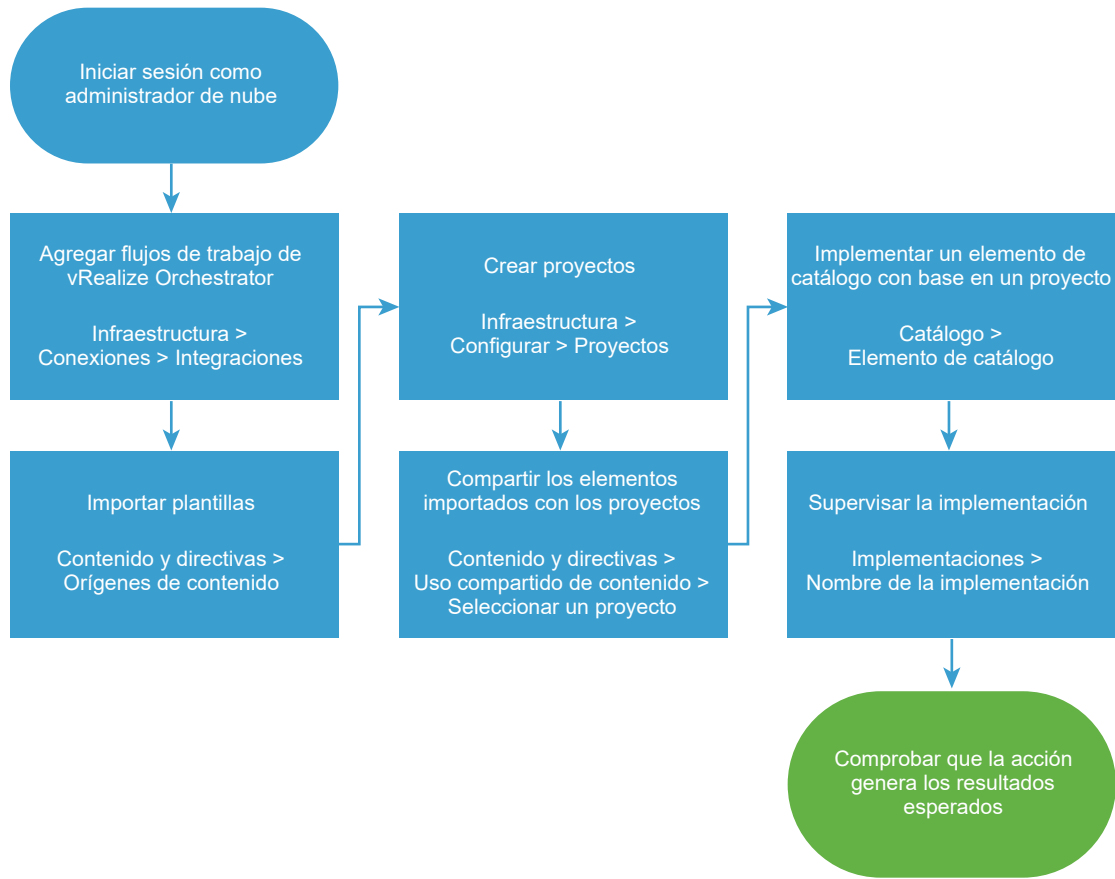 Iniciar sesión como
administrador de nube
Agregar flujos de trabajo de
vRealize Orchestrator
Infraestructura >
Conexiones > Integraciones
Importar plantillas
Contenido y directivas >
Orígenes de contenido
Crear proyectos
Infraestructura >
Configurar > Proyectos
Compartir los elementos
importados con los proyectos
Contenido y directivas >
Uso compartido de contenido >
Seleccionar un proyecto
Implementar un elemento de
catálogo con base en un proyecto
Catálogo >
Elemento de catálogo
Supervisar la implementación
Implementaciones >
Nombre de la implementación
Comprobar que la acción
genera los resultados
esperados